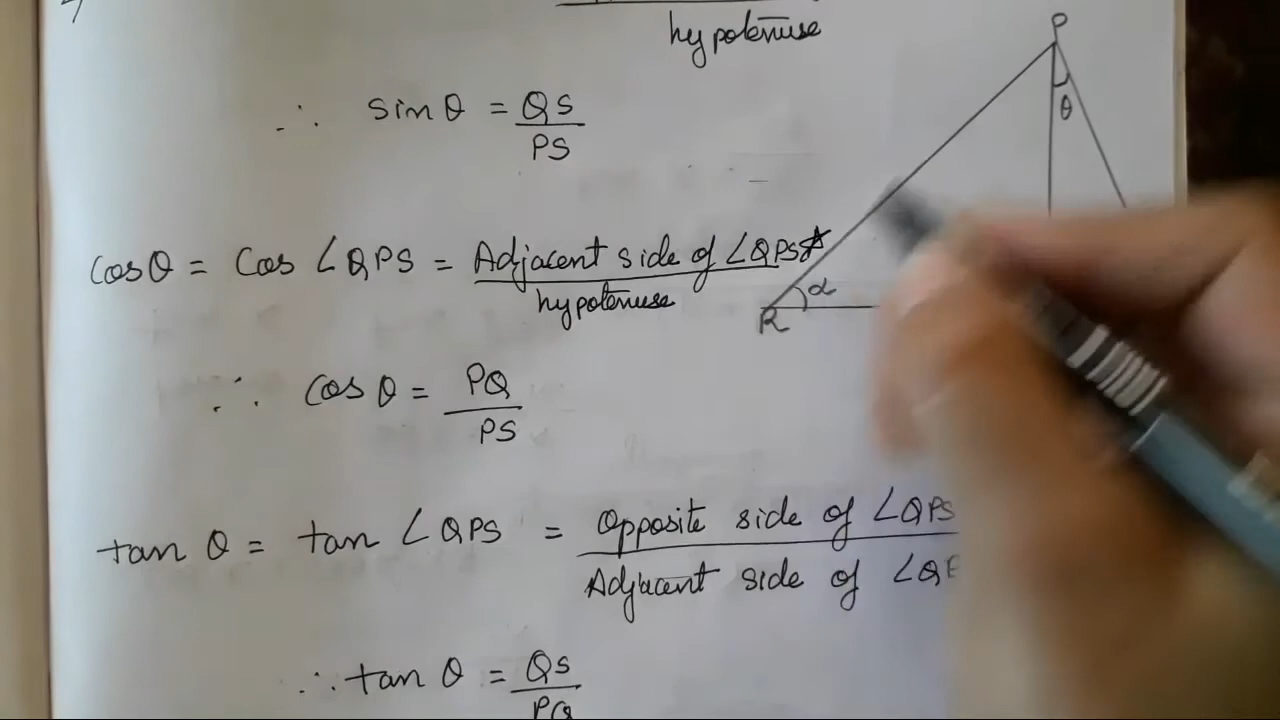 hypotenuse
P
∴ sin θ = QS/PS
θ
cos θ = Cos ∠QPS = Adjacent side of ∠QPS/hypotenuse
α
R
∴ cos θ = PQ/PS
tan θ = tan ∠QPS = Opposite side of ∠QPS/Adjacent side of ∠Q
∴ tan θ = QS/PQ